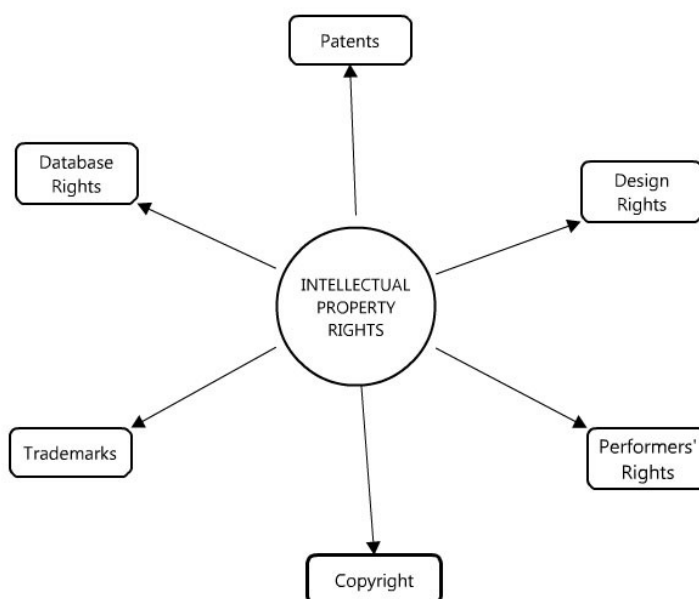 Patents
Database
Rights
Design
Rights
INTELLECTUAL
PROPERTY
RIGHTS
Trademarks
Performers'
Rights
Copyright